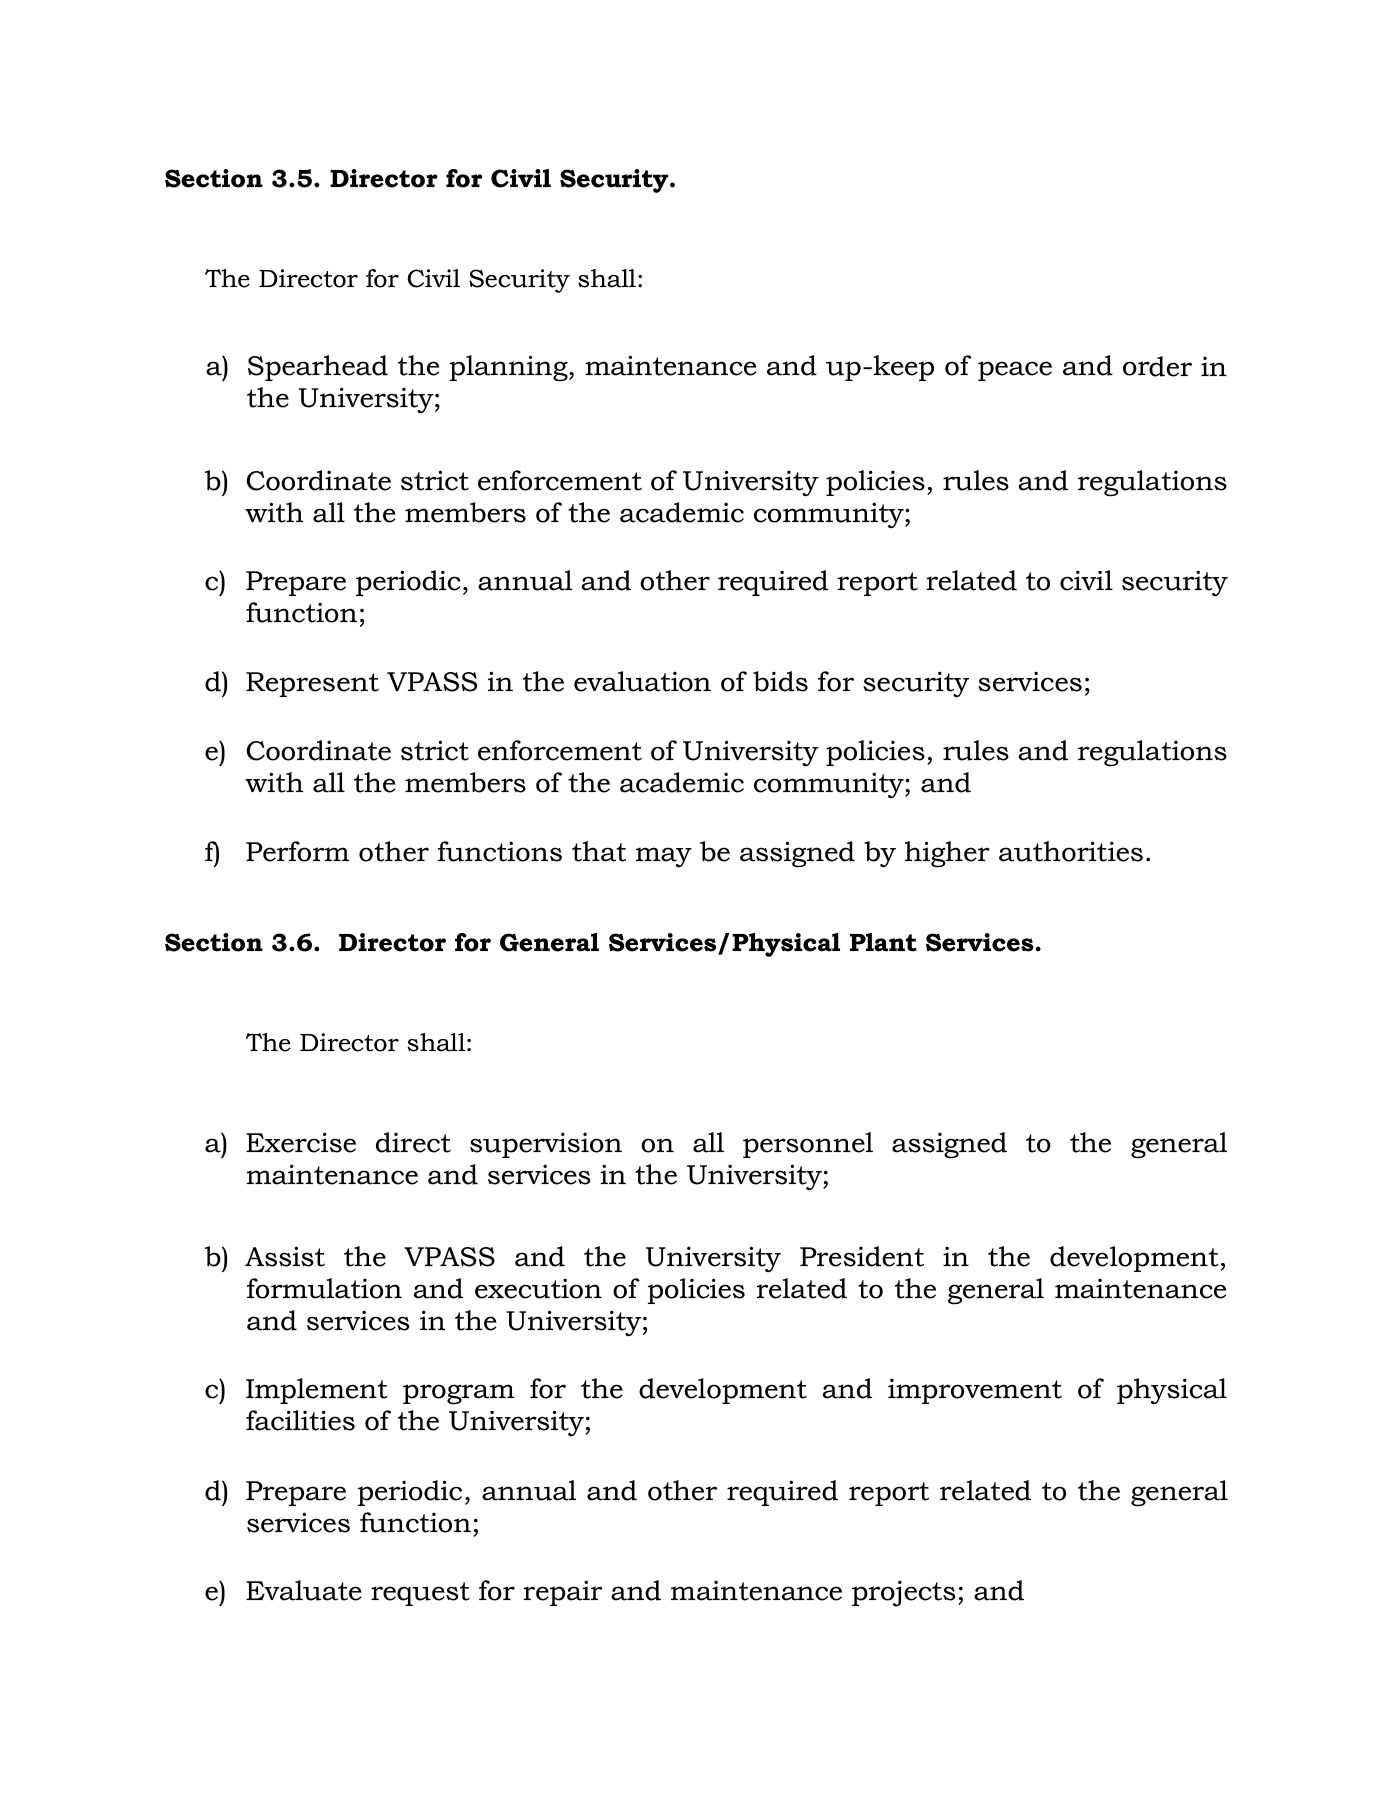 Section 3.5. Director for Civil Security.
The Director for Civil Security shall:
a) Spearhead the planning, maintenance and up-keep of peace and order in
the University;
b) Coordinate strict enforcement of University policies, rules and regulations
with all the members of the academic community;
c) Prepare periodic, annual and other required report related to civil security
function;
d) Represent VPASS in the evaluation of bids for security services;
e) Coordinate strict enforcement of University policies, rules and regulations
with all the members of the academic community; and
f) Perform other functions that may be assigned by higher authorities.
Section 3.6. Director for General Services/Physical Plant Services.
The Director shall:
a) Exercise direct supervision on all personnel assigned to the general
maintenance and services in the University;
b) Assist the VPASS and the University President in the development,
formulation and execution of policies related to the general maintenance
and services in the University;
c) Implement program for the development and improvement of physical
facilities of the University;
d) Prepare periodic, annual and other required report related to the general
services function;
e) Evaluate request for repair and maintenance projects; and